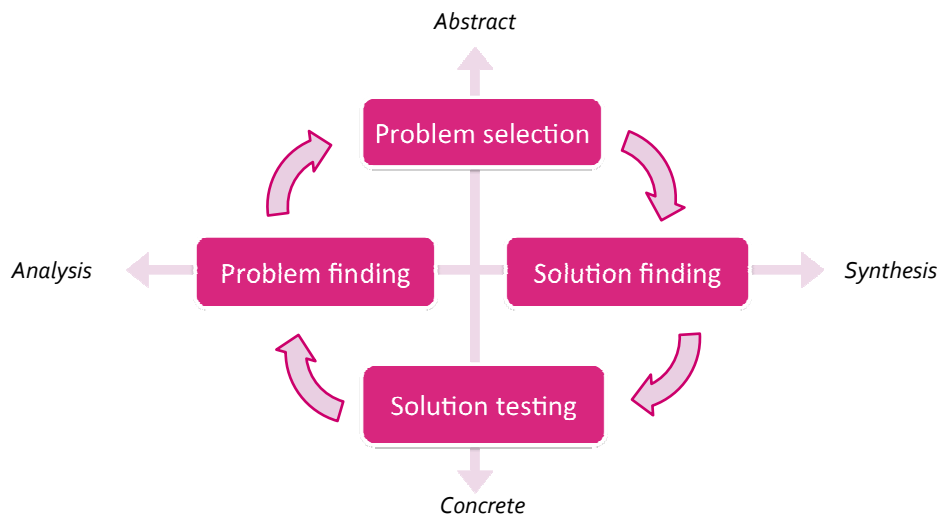 Abstract
Problem selection
Analysis
Problem finding
Solution finding
Synthesis
Solution testing
Concrete